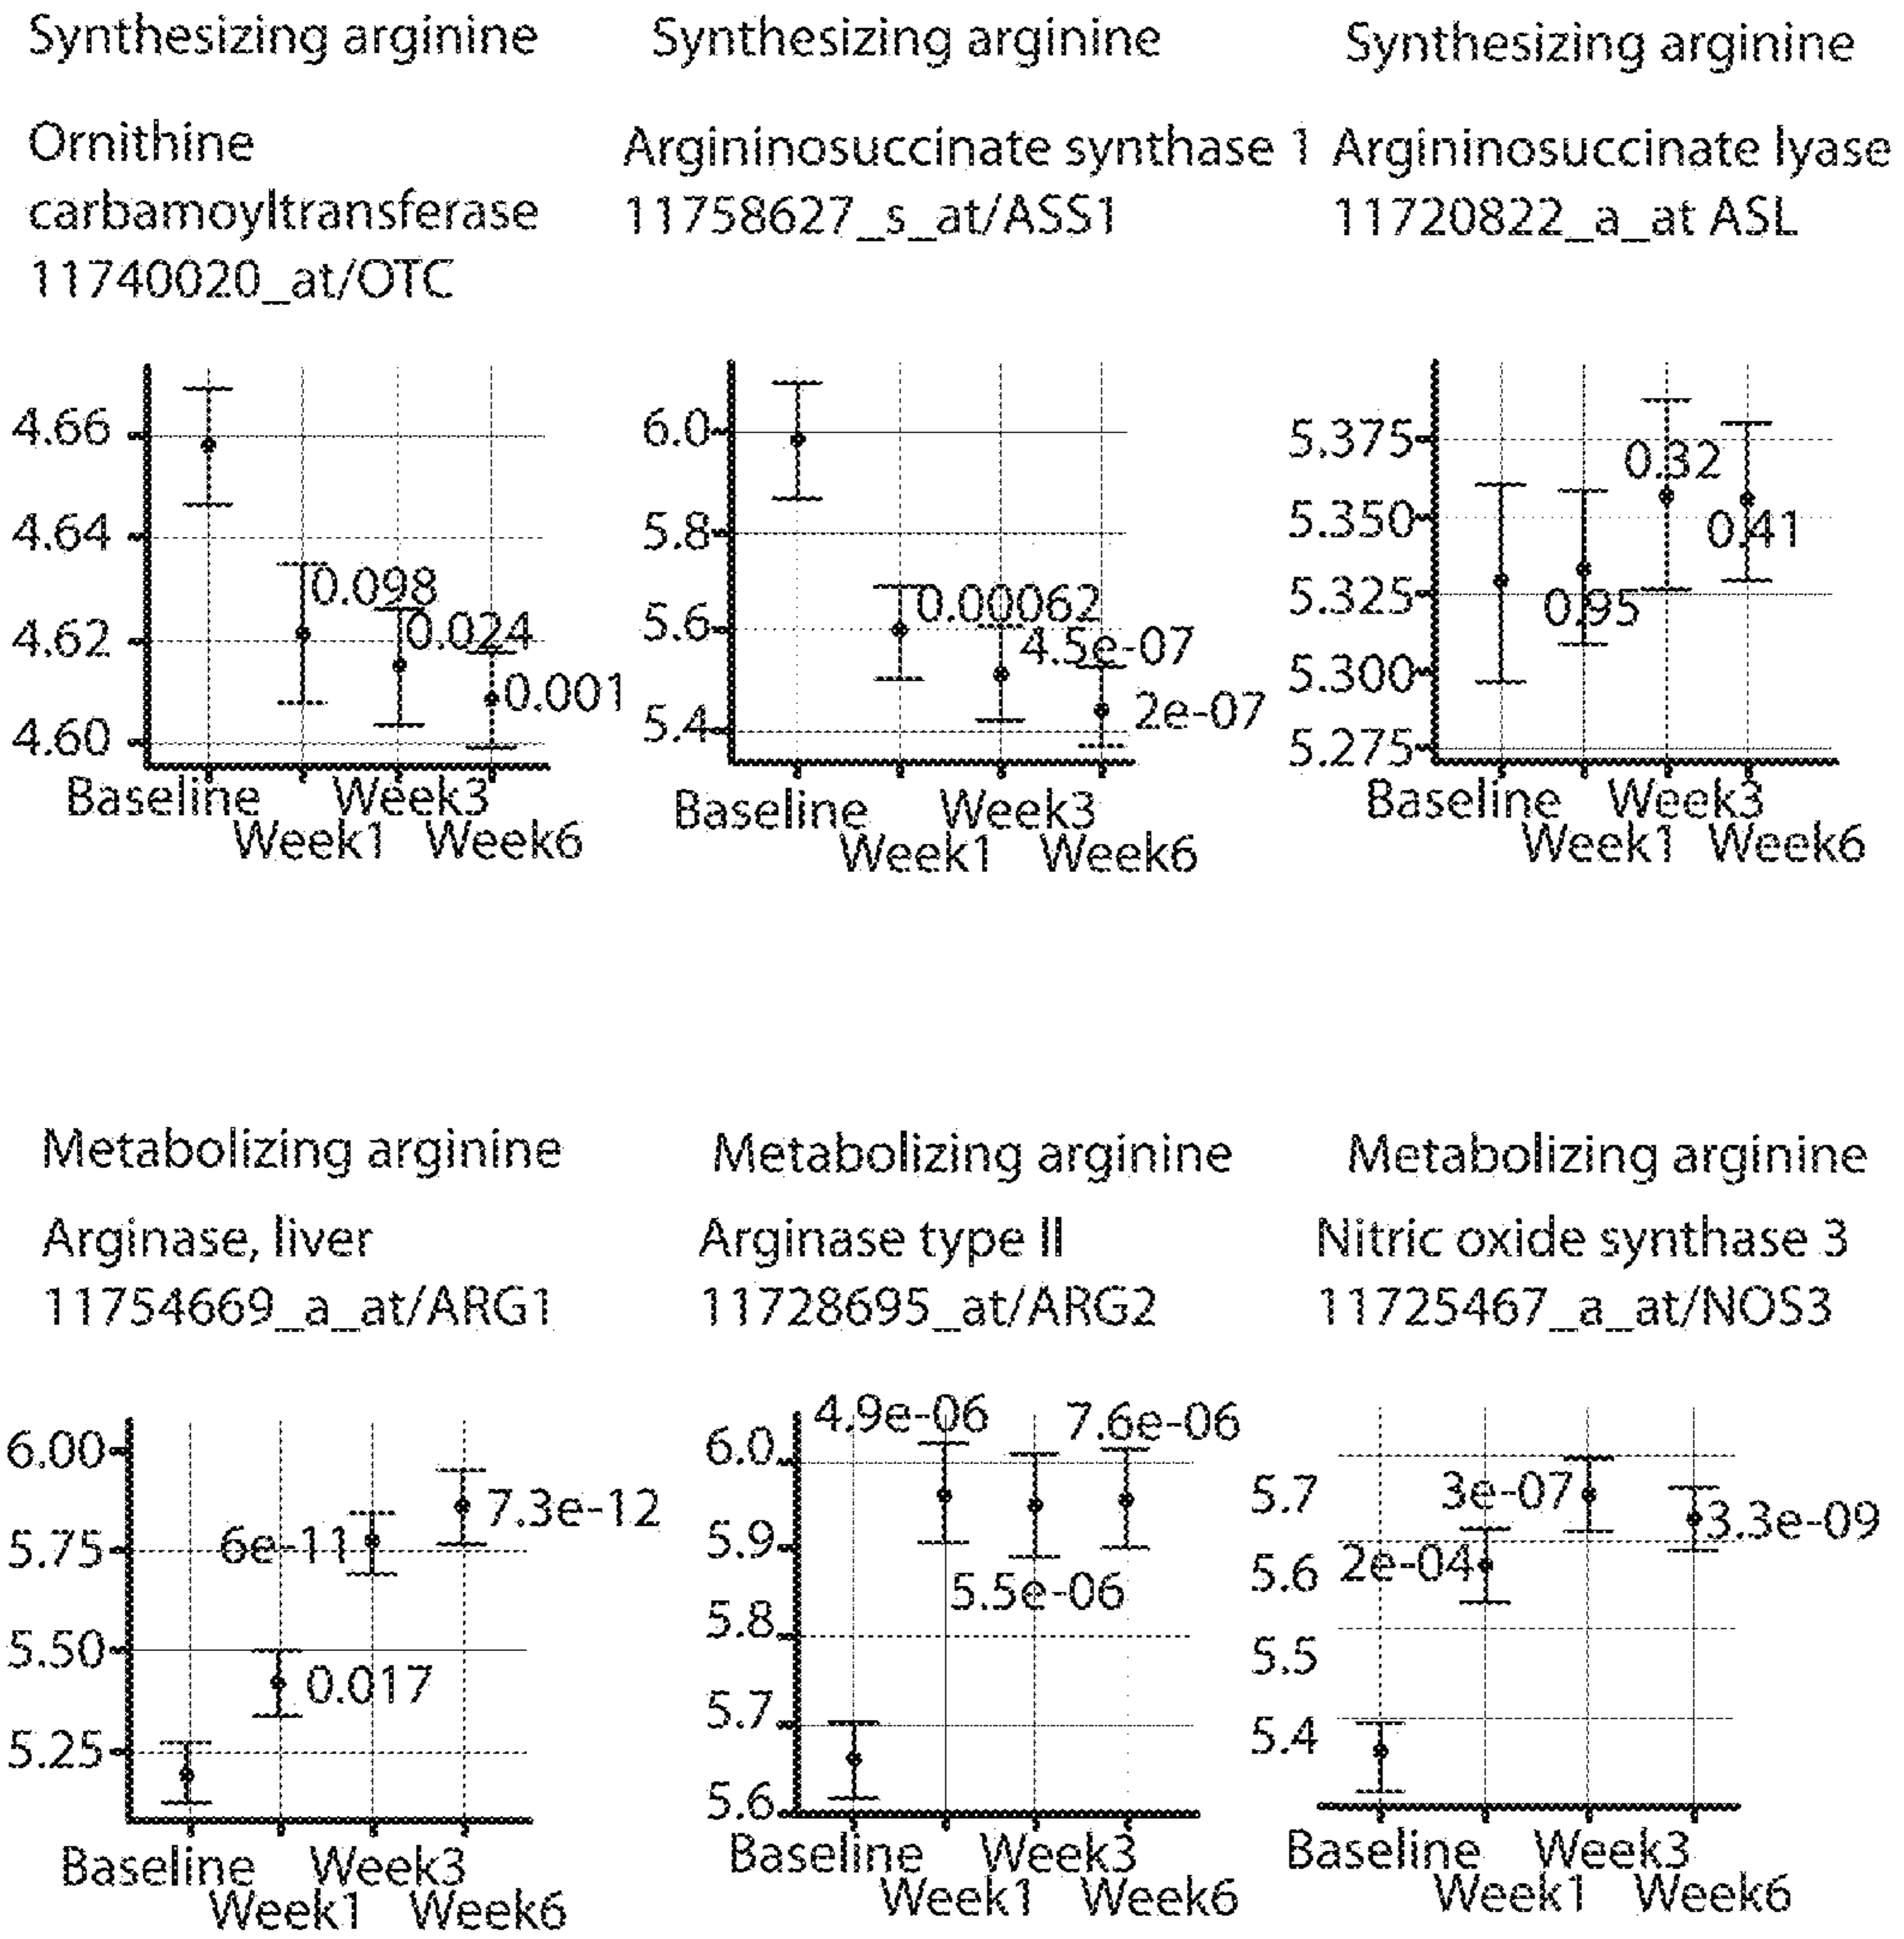 Synthesizing arginine
Ornithine
carbamoyltransferase
11740020_at/OTC
4.66
4.64
4.62
4.60
0.098
0.024
0.001
Baseline
Week3
Week1
Week6
Synthesizing arginine
Argininosuccinate synthase 1
11758627_s_at/ASS1
6.0
5.8
5.6
5.4
0.00062
4.5e-07
2e-07
Baseline
Week3
Week1
Week6
Synthesizing arginine
Argininosuccinate lyase
11720822_a_at ASL
5.375
5.350
5.325
5.300
5.275
0.32
0.41
0.95
Baseline
Week3
Week1
Week6
Metabolizing arginine
Arginase, liver
11754669_a_at/ARG1
6.00
5.75
5.50
5.25
7.3e-12
6e-11
0.017
Baseline
Week3
Week1
Week6
Metabolizing arginine
Arginase type II
11728695_at/ARG2
6.0
5.9
5.8
5.7
5.6
4.9e-06
7.6e-06
5.5e-06
Baseline
Week3
Week1
Week6
Metabolizing arginine
Nitric oxide synthase 3
11725467_a_at/NOS3
5.7
5.6
5.5
5.4
3e-07
3.3e-09
2e-04
Baseline
Week3
Week1
Week6